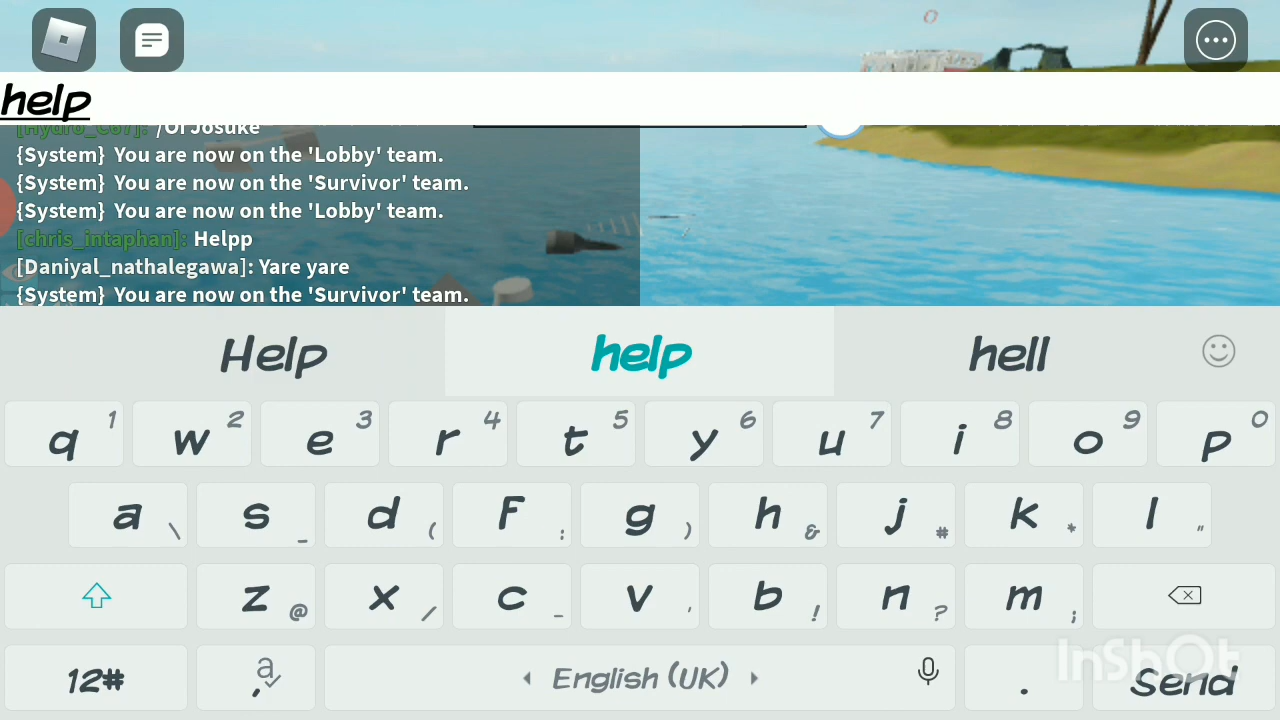 help
[Hydro_C67]: /OI Josuke
{System} You are now on the 'Lobby' team.
{System} You are now on the 'Survivor' team.
{System} You are now on the 'Lobby' team.
[chris_intaphan]: Helpp
[Daniyal_nathalegawa]: Yare yare
{System} You are now on the 'Survivor' team.
Help help hell
q 1 w 2 e 3 r 4 t 5 y 6 u 7 i 8 o 9 p 0
a \ s _ d ( F : g ) h & j # k * l "
z @ x / c - v ' b ! n ? m ;
12# a , English (UK) . Send
InShOt